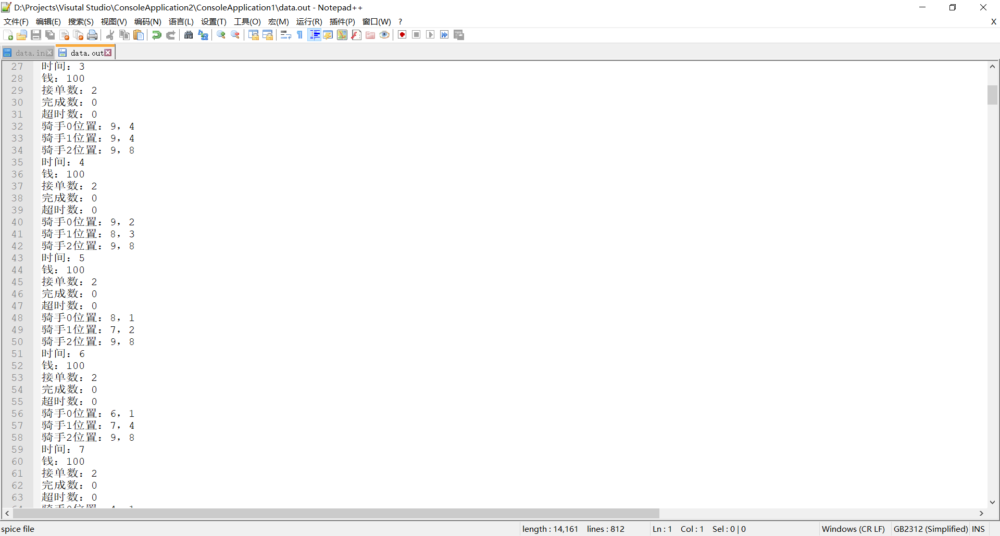 D:\Projects\Visutal Studio\ConsoleApplication2\ConsoleApplication1\data.out - Notepad++
文件(F) 编辑(E) 搜索(S) 视图(V) 编码(N) 语言(L) 设置(T) 工具(O) 宏(M) 运行(R) 插件(P) 窗口(W) ? X
data.in data.out
27 时间：3
28 钱：100
29 接单数：2
30 完成数：0
31 超时数：0
32 骑手0位置：9，4
33 骑手1位置：9，4
34 骑手2位置：9，8
35 时间：4
36 钱：100
37 接单数：2
38 完成数：0
39 超时数：0
40 骑手0位置：9，2
41 骑手1位置：8，3
42 骑手2位置：9，8
43 时间：5
44 钱：100
45 接单数：2
46 完成数：0
47 超时数：0
48 骑手0位置：8，1
49 骑手1位置：7，2
50 骑手2位置：9，8
51 时间：6
52 钱：100
53 接单数：2
54 完成数：0
55 超时数：0
56 骑手0位置：6，1
57 骑手1位置：7，4
58 骑手2位置：9，8
59 时间：7
60 钱：100
61 接单数：2
62 完成数：0
63 超时数：0
spice file length : 14,161 lines : 812 Ln : 1 Col : 1 Sel : 0 | 0 Windows (CR LF) GB2312 (Simplified) INS